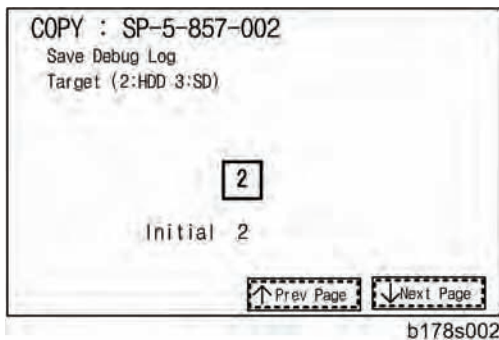 COPY : SP-5-857-002
Save Debug Log
Target (2:HDD 3:SD)
2
Initial 2
↑ Prev Page ↓ Next Page
b178s002